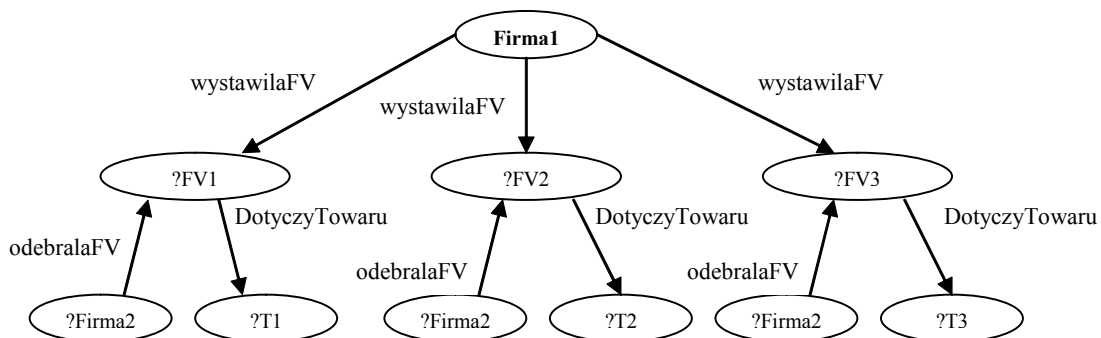 Firma1
wystawilaFV
wystawilaFV
wystawilaFV
?FV1
?FV2
?FV3
odebralaFV
DotyczyTowaru
odebralaFV
DotyczyTowaru
odebralaFV
DotyczyTowaru
?Firma2
?T1
?Firma2
?T2
?Firma2
?T3